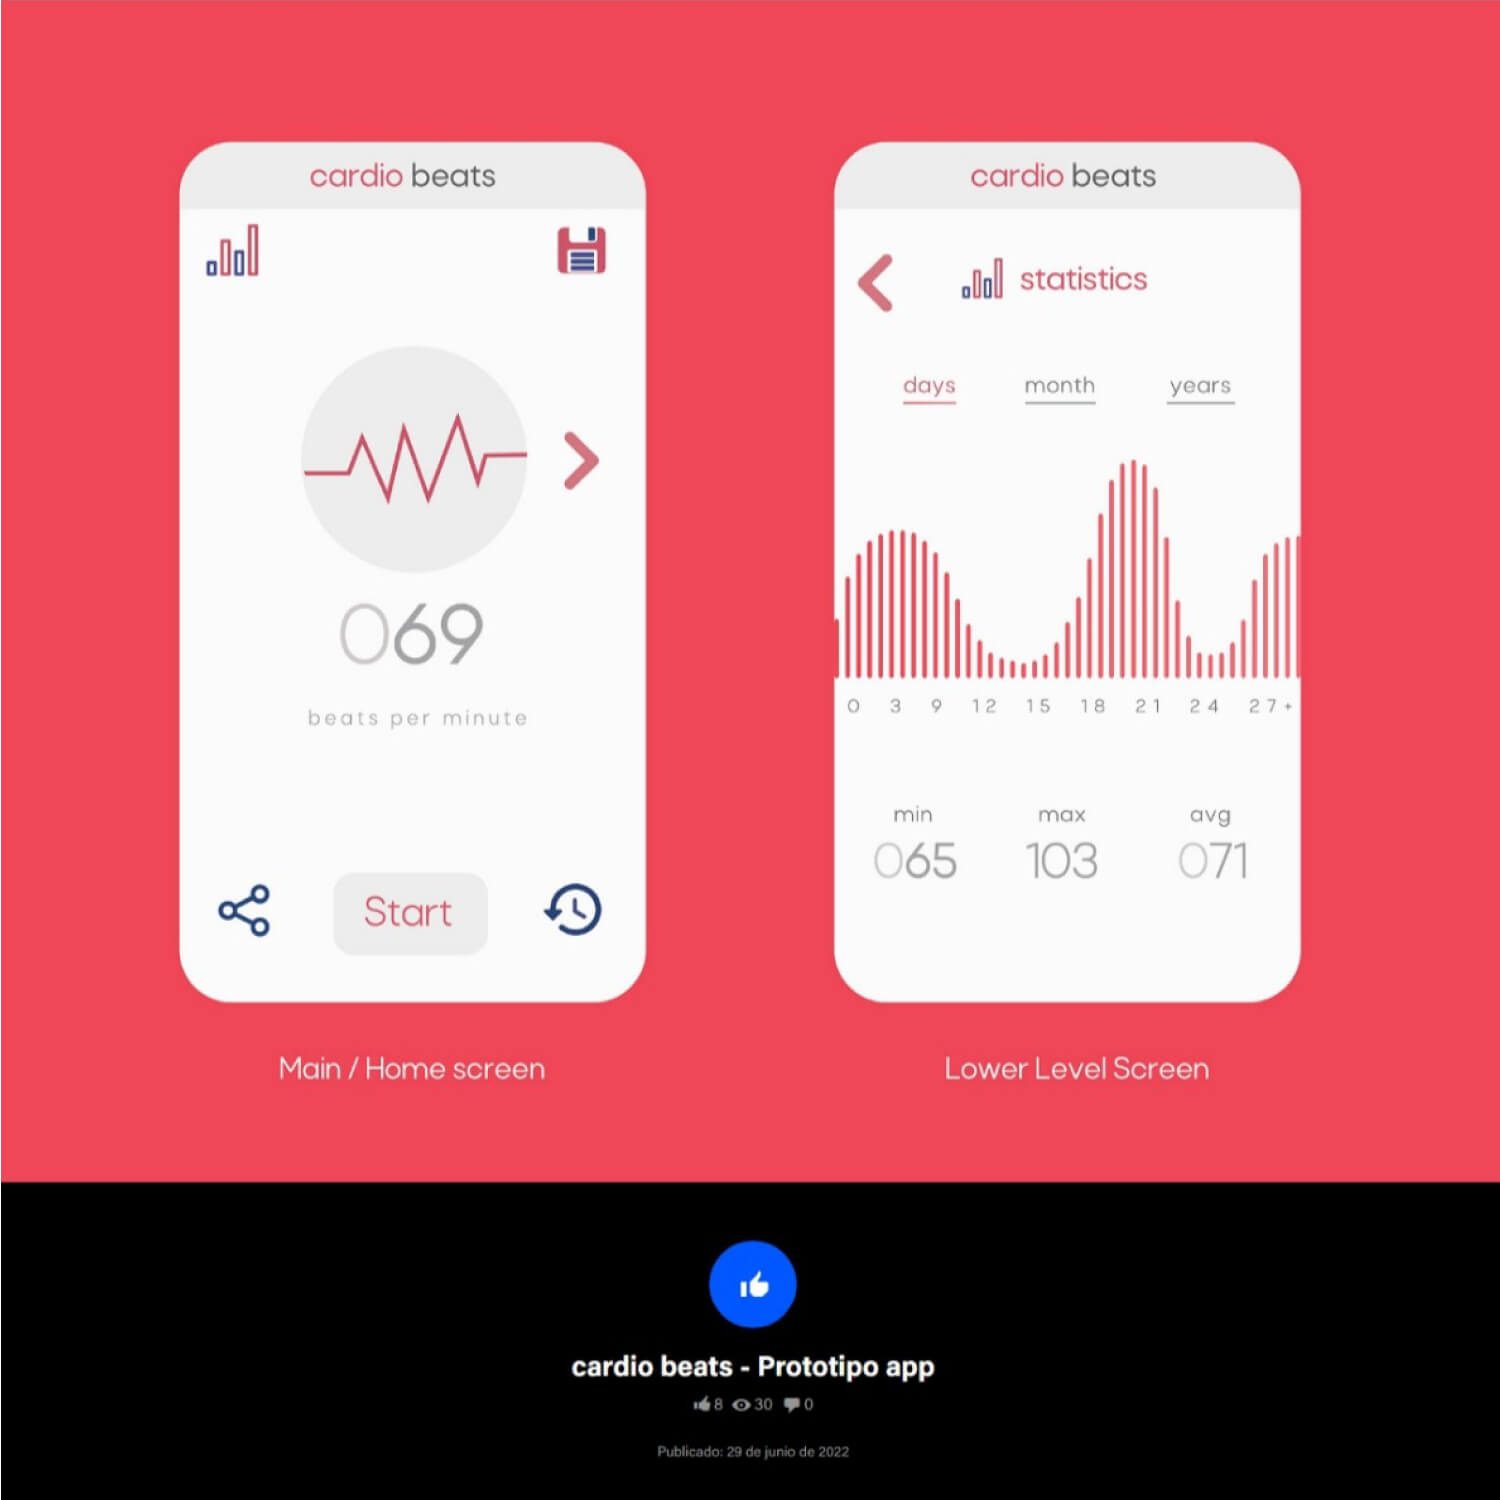 cardio beats
069
beats per minute
Start
Main / Home screen
cardio beats
statistics
days month years
0 3 9 12 15 18 21 24 27+
min max avg
065 103 071
Lower Level Screen
cardio beats - Prototipo app
8 30 0
Publicado: 29 de junio de 2022